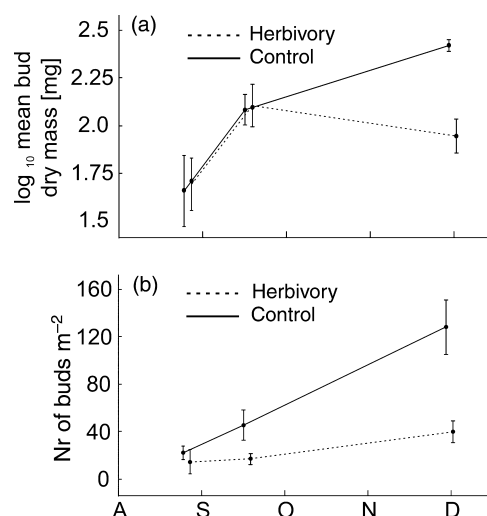 (a)
Herbivory
Control
log 10 mean bud
dry mass [mg]
2.5
2.25
2.0
1.75
1.5
(b)
Herbivory
Control
Nr of buds m⁻²
160
120
80
40
0
A S O N D